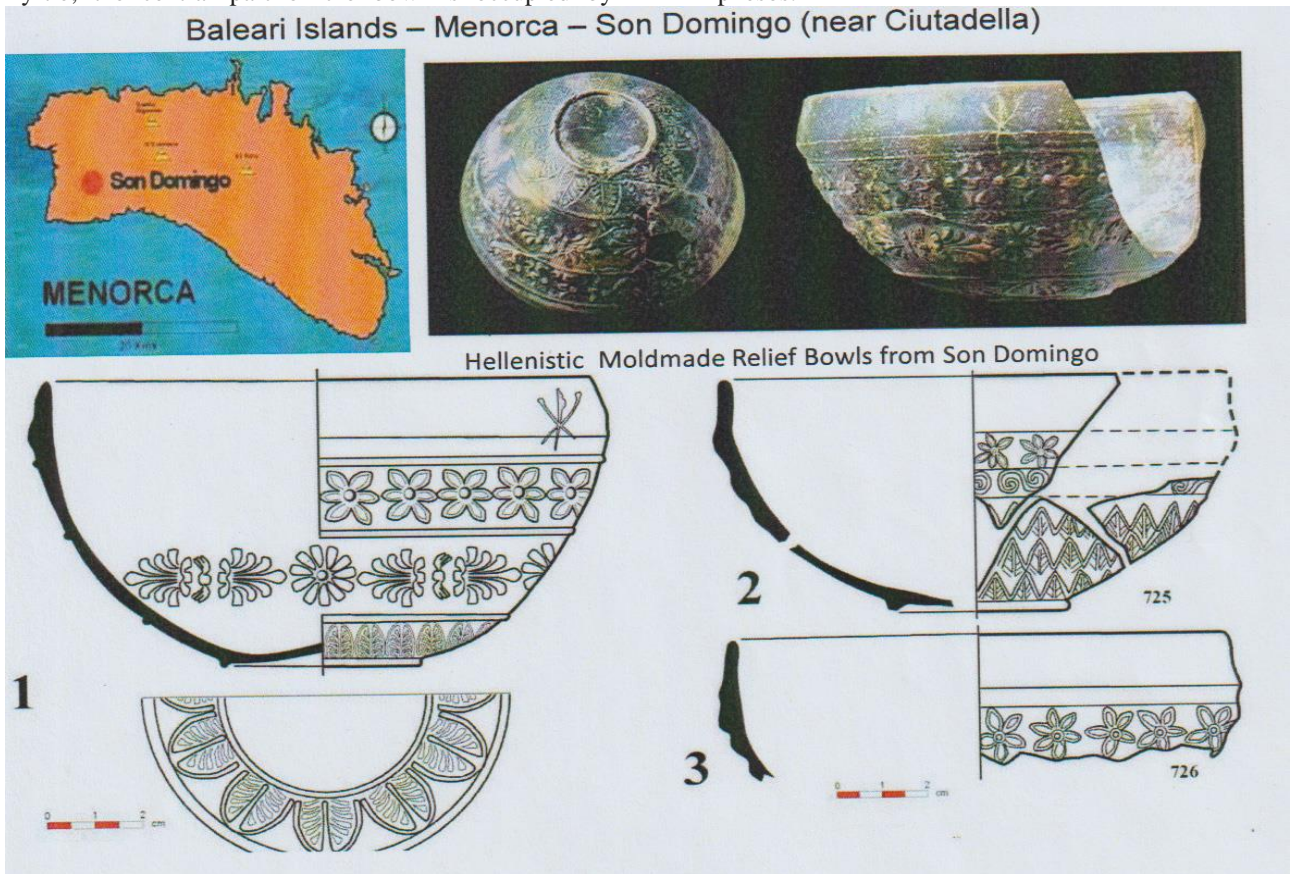 Baleari Islands – Menorca – Son Domingo (near Ciutadella)
Son Domingo
MENORCA
Hellenistic Moldmade Relief Bowls from Son Domingo
1
2
725
3
726
0 1 2 cm
0 1 2 cm